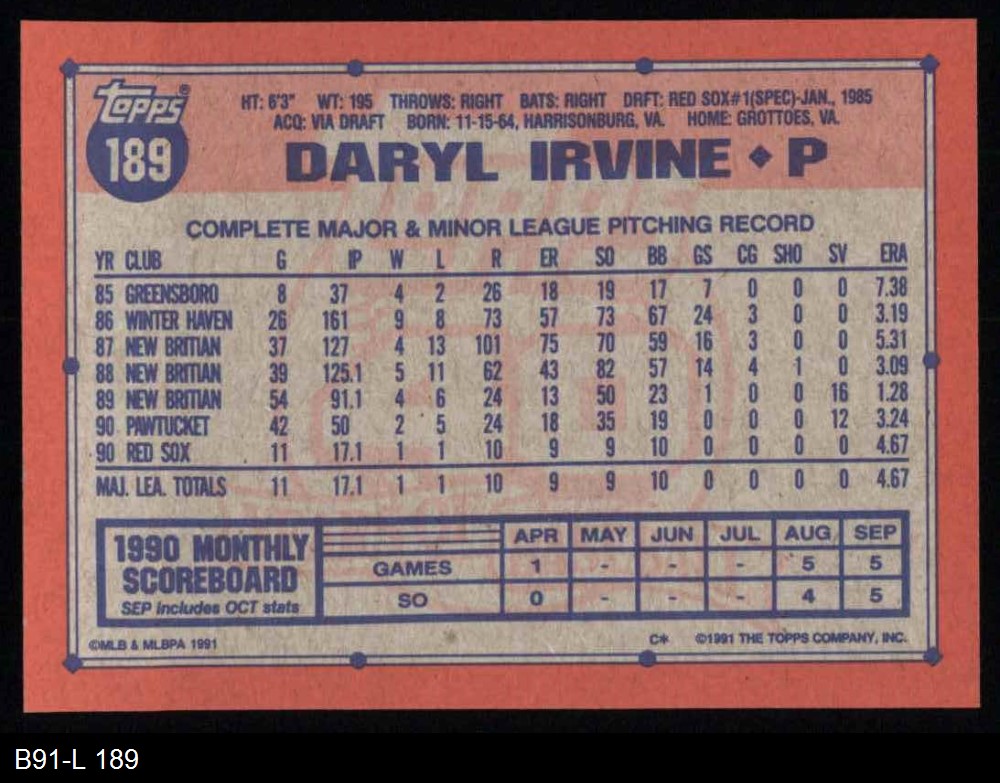 Topps®
189
HT: 6'3" WT: 195 THROWS: RIGHT BATS: RIGHT DRFT: RED SOX#1(SPEC)-JAN., 1985
ACQ: VIA DRAFT BORN: 11-15-64, HARRISONBURG, VA. HOME: GROTTOES, VA.
DARYL IRVINE ◆ P
COMPLETE MAJOR & MINOR LEAGUE PITCHING RECORD
YR CLUB G IP W L R ER SO BB GS CG SHO SV ERA
85 GREENSBORO 8 37 4 2 26 18 19 17 7 0 0 0 7.38
86 WINTER HAVEN 26 161 9 8 73 57 73 67 24 3 0 0 3.19
87 NEW BRITIAN 37 127 4 13 101 75 70 59 16 3 0 0 5.31
88 NEW BRITIAN 39 125.1 5 11 62 43 82 57 14 4 1 0 3.09
89 NEW BRITIAN 54 91.1 4 6 24 13 50 23 1 0 0 16 1.28
90 PAWTUCKET 42 50 2 5 24 18 35 19 0 0 0 12 3.24
90 RED SOX 11 17.1 1 1 10 9 9 10 0 0 0 0 4.67
MAJ. LEA. TOTALS 11 17.1 1 1 10 9 9 10 0 0 0 0 4.67
1990 MONTHLY
SCOREBOARD
SEP includes OCT stats
APR MAY JUN JUL AUG SEP
GAMES 1 - - - 5 5
SO 0 - - - 4 5
©MLB & MLBPA 1991
C* ©1991 THE TOPPS COMPANY, INC.
B91-L 189